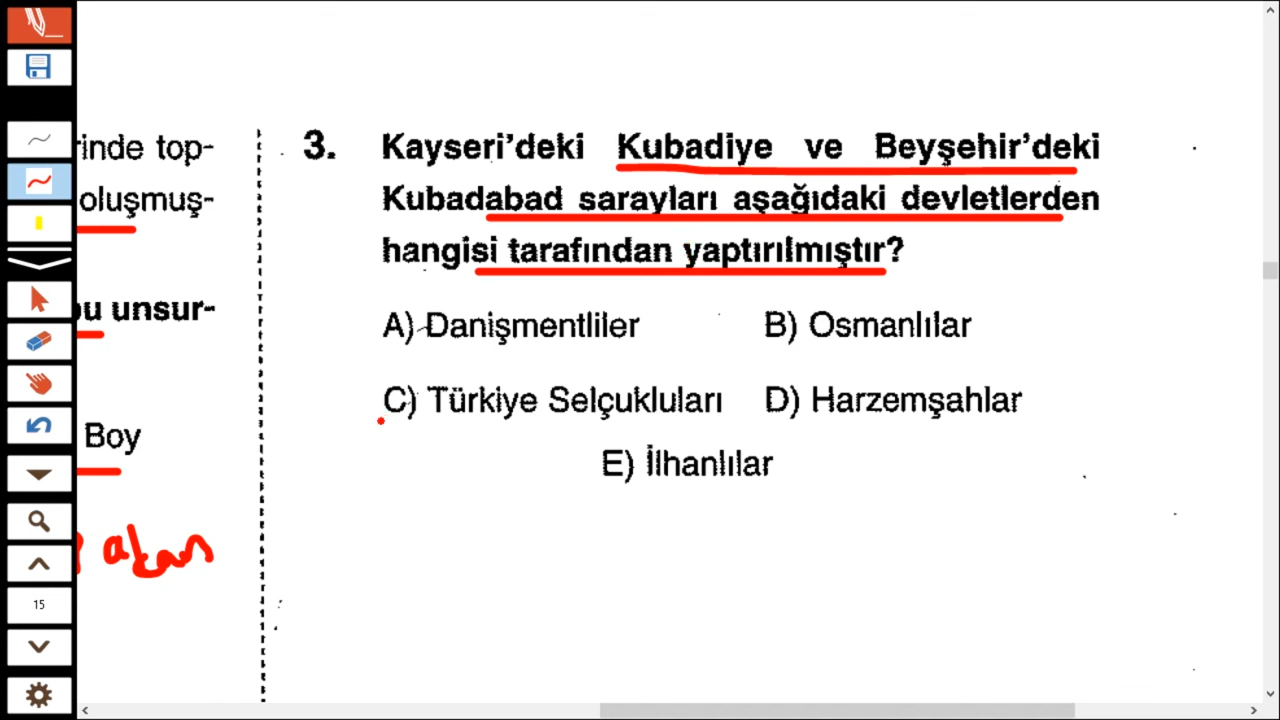 rinde top-
oluşmuş-
bu unsur-
Boy
atan
3. Kayseri'deki Kubadiye ve Beyşehir'deki
Kubadabad sarayları aşağıdaki devletlerden
hangisi tarafından yaptırılmıştır?
A) Danişmentliler B) Osmanlılar
C) Türkiye Selçukluları D) Harzemşahlar
E) İlhanlılar
15